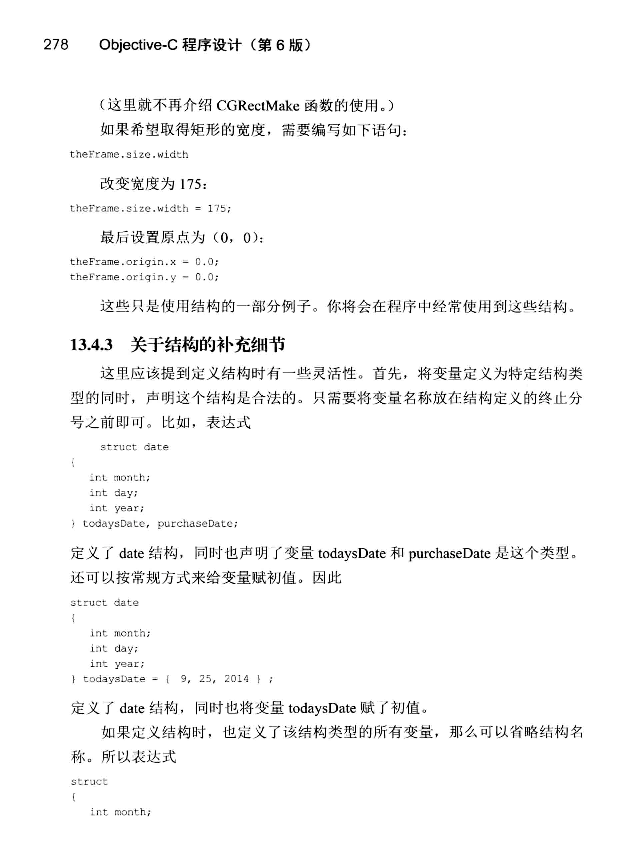 278 Objective-C 程序设计（第 6 版）
（这里就不再介绍 CGRectMake 函数的使用。）
如果希望取得矩形的宽度，需要编写如下语句：
theFrame.size.width
改变宽度为 175：
theFrame.size.width = 175;
最后设置原点为（0，0）：
theFrame.origin.x = 0.0;
theFrame.origin.y = 0.0;
这些只是使用结构的一部分例子。你将会在程序中经常使用到这些结构。
13.4.3 关于结构的补充细节
这里应该提到定义结构时有一些灵活性。首先，将变量定义为特定结构类
型的同时，声明这个结构是合法的。只需要将变量名称放在结构定义的终止分
号之前即可。比如，表达式
struct date
{
int month;
int day;
int year;
} todaysDate, purchaseDate;
定义了 date 结构，同时也声明了变量 todaysDate 和 purchaseDate 是这个类型。
还可以按常规方式来给变量赋初值。因此
struct date
{
int month;
int day;
int year;
} todaysDate = { 9, 25, 2014 } ;
定义了 date 结构，同时也将变量 todaysDate 赋了初值。
如果定义结构时，也定义了该结构类型的所有变量，那么可以省略结构名
称。所以表达式
struct
{
int month;